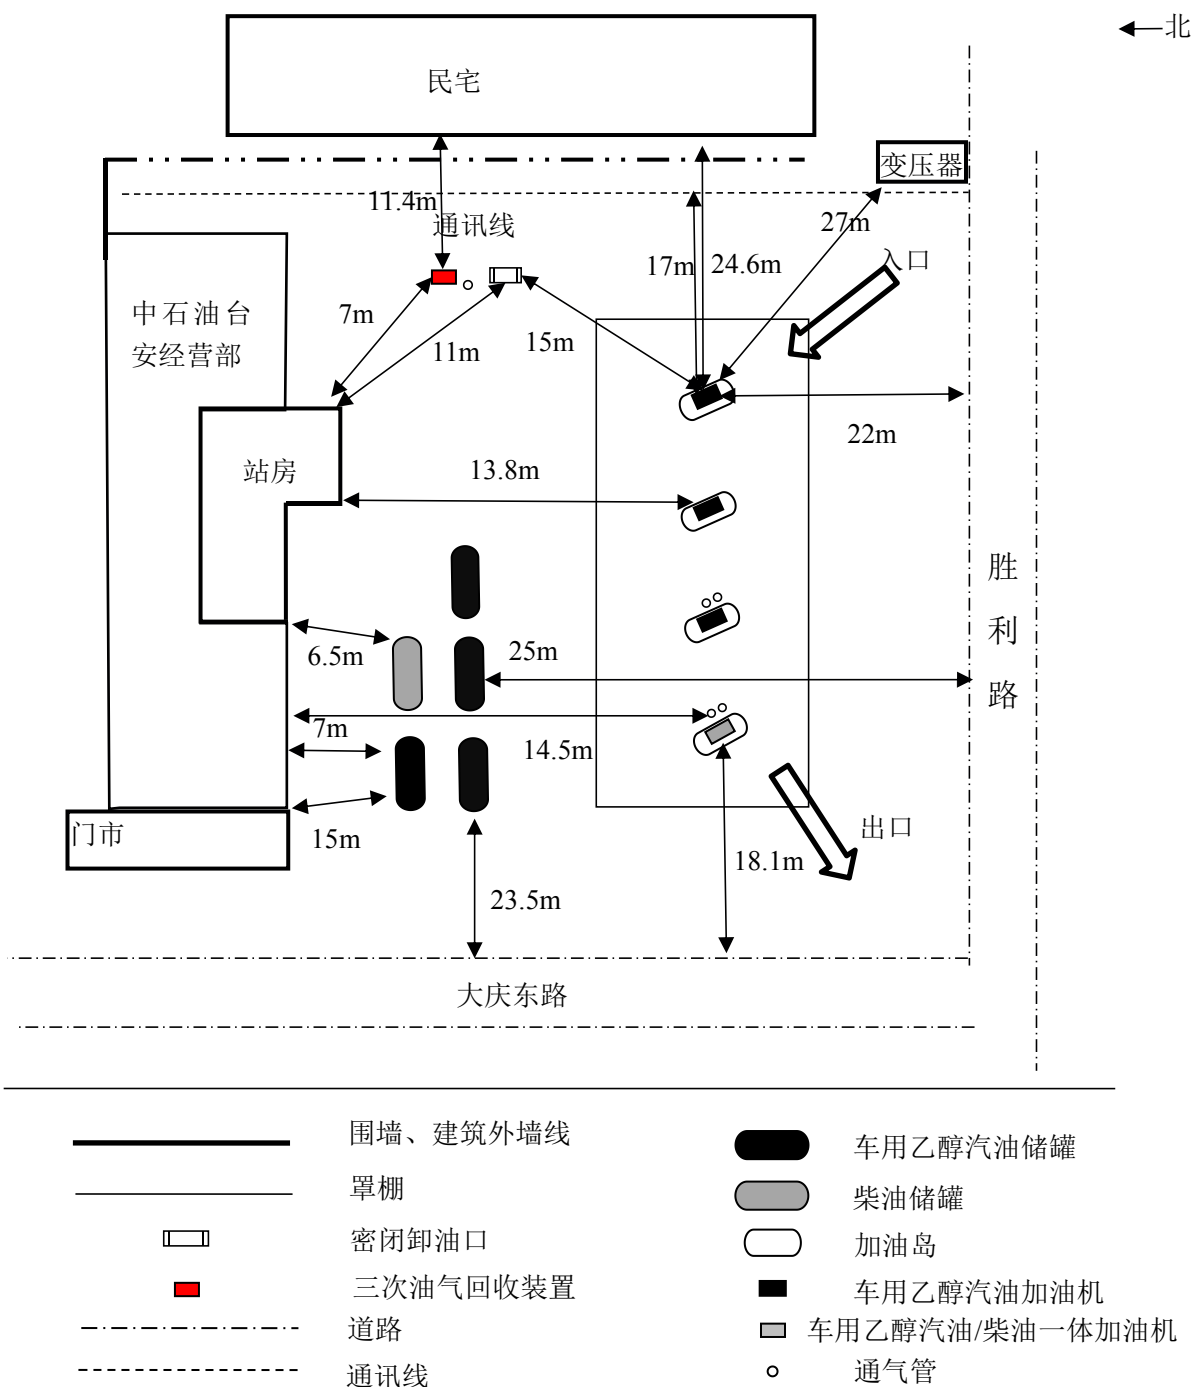 北
民宅
变压器
11.4m
通讯线
27m
17m
24.6m
入口
中石油台
安经营部
7m
11m
15m
22m
站房
13.8m
胜
利
路
6.5m
25m
7m
14.5m
门市
15m
出口
18.1m
23.5m
大庆东路
围墙、建筑外墙线
车用乙醇汽油储罐
罩棚
柴油储罐
密闭卸油口
加油岛
三次油气回收装置
车用乙醇汽油加油机
道路
车用乙醇汽油/柴油一体加油机
通讯线
通气管